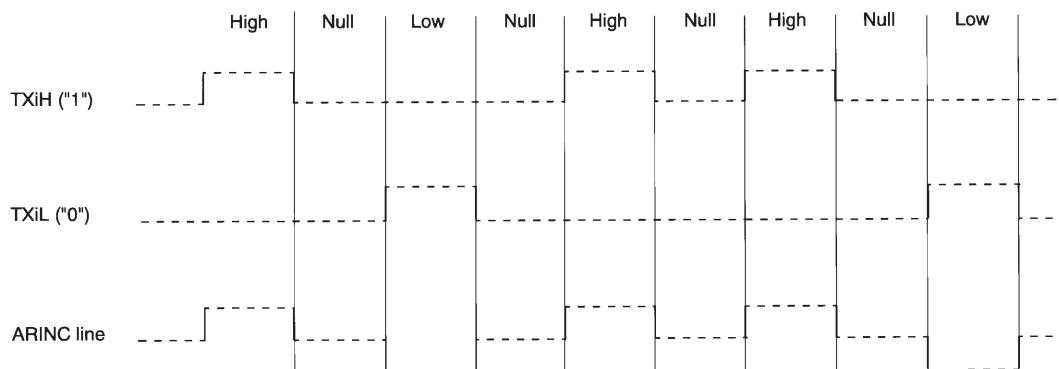 High Null Low Null High Null High Null Low
TXiH ("1")
TXiL ("0")
ARINC line